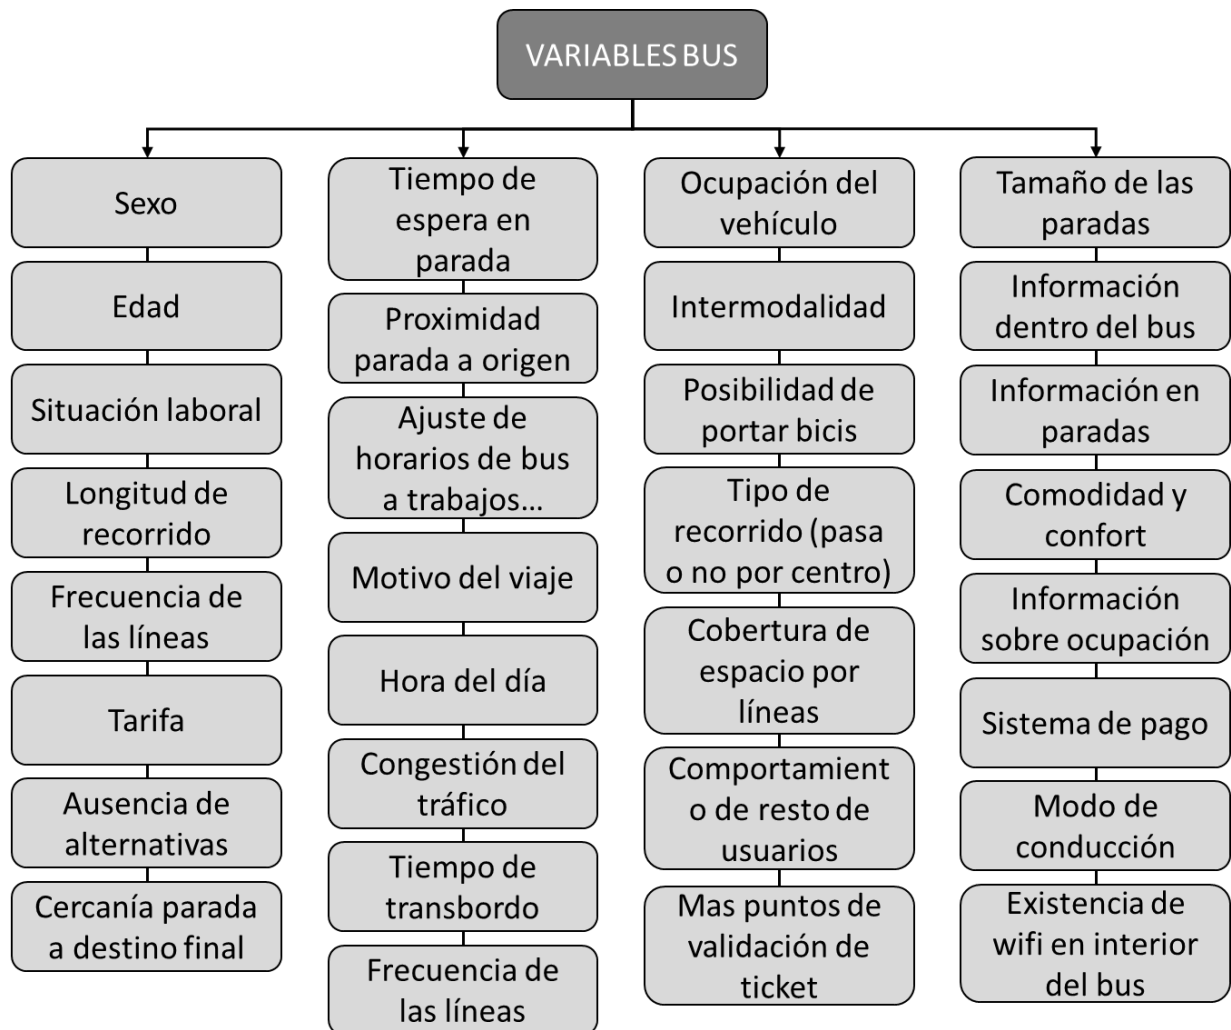 VARIABLES BUS
Sexo
Edad
Situación laboral
Longitud de
recorrido
Frecuencia de
las líneas
Tarifa
Ausencia de
alternativas
Cercanía parada
a destino final
Tiempo de
espera en
parada
Proximidad
parada a origen
Ajuste de
horarios de bus
a trabajos...
Motivo del viaje
Hora del día
Congestión del
tráfico
Tiempo de
transbordo
Frecuencia de
las líneas
Ocupación del
vehículo
Intermodalidad
Posibilidad de
portar bicis
Tipo de
recorrido (pasa
o no por centro)
Cobertura de
espacio por
líneas
Comportamient
o de resto de
usuarios
Mas puntos de
validación de
ticket
Tamaño de las
paradas
Información
dentro del bus
Información en
paradas
Comodidad y
confort
Información
sobre ocupación
Sistema de pago
Modo de
conducción
Existencia de
wifi en interior
del bus